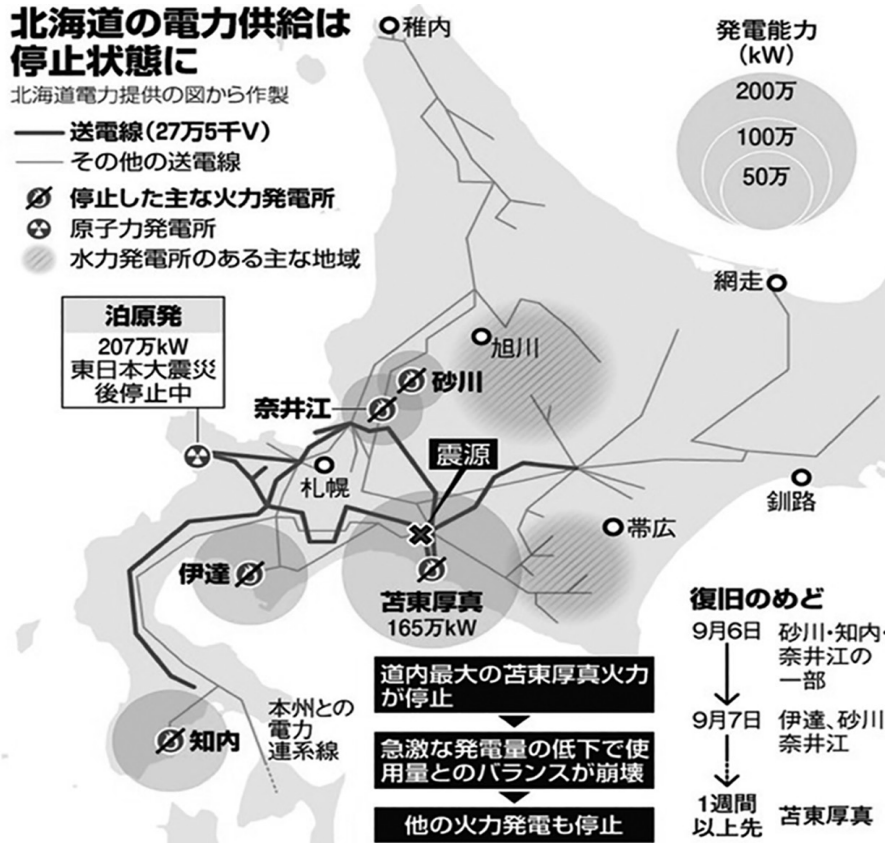 北海道の電力供給は
停止状態に
北海道電力提供の図から作製
送電線(27万5千V)
その他の送電線
停止した主な火力発電所
原子力発電所
水力発電所のある主な地域
発電能力
(kW)
200万
100万
50万
稚内
網走
旭川
泊原発
207万kW
東日本大震災
後停止中
砂川
奈井江
震源
札幌
釧路
帯広
伊達
苫東厚真
165万kW
知内
本州との
電力
連系線
道内最大の苫東厚真火力
が停止
急激な発電量の低下で使
用量とのバランスが崩壊
他の火力発電も停止
復旧のめど
9月6日 砂川・知内・
奈井江の
一部
9月7日 伊達、砂川
奈井江
1週間
以上先 苫東厚真